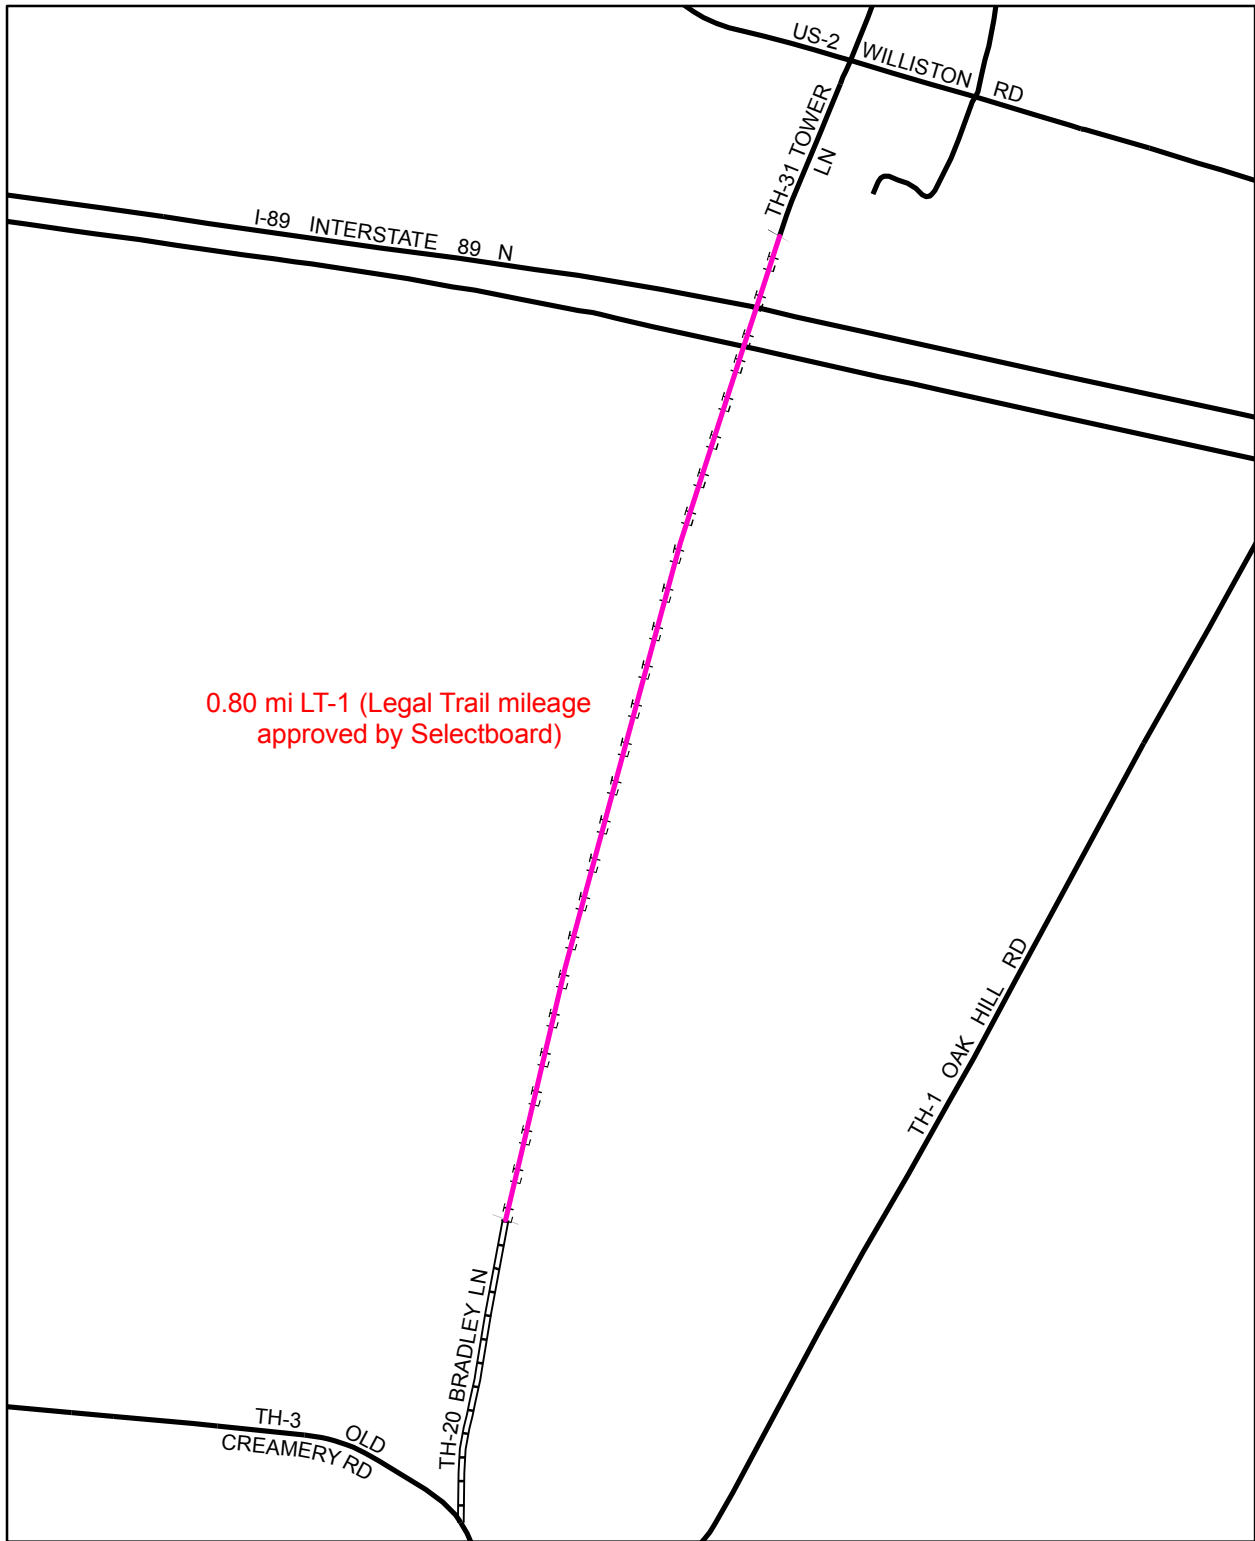 US-2 WILLISTON RD
TH-31 TOWER
LN
I-89 INTERSTATE 89 N
0.80 mi LT-1 (Legal Trail mileage
approved by Selectboard)
TH-1 OAK HILL RD
TH-20 BRADLEY LN
TH-3 OLD
CREAMERY RD